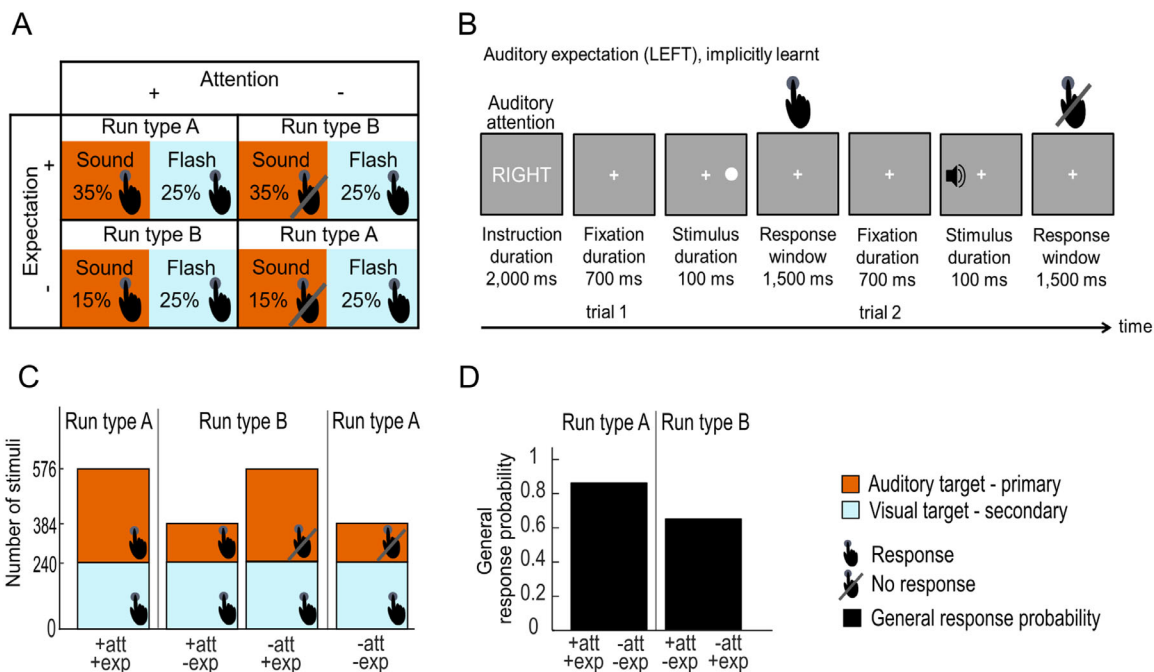 A
Attention
+ -
Expectation
+
-
Run type A Run type B
Sound Flash Sound Flash
35% 25% 35% 25%
Run type B Run type A
Sound Flash Sound Flash
15% 25% 15% 25%
B
Auditory expectation (LEFT), implicitly learnt
Auditory
attention
RIGHT
Instruction Fixation Stimulus Response Fixation Stimulus Response
duration duration duration window duration duration window
2,000 ms 700 ms 100 ms 1,500 ms 700 ms 100 ms 1,500 ms
trial 1 trial 2
time
C
Run type A Run type B Run type A
Number of stimuli
576
384
240
0
+att +att -att -att
+exp -exp +exp -exp
D
Run type A Run type B
General
response probability
1
0.8
0.6
0.4
0.2
0
+att -att +att -att
+exp -exp -exp +exp
Auditory target - primary
Visual target - secondary
Response
No response
General response probability